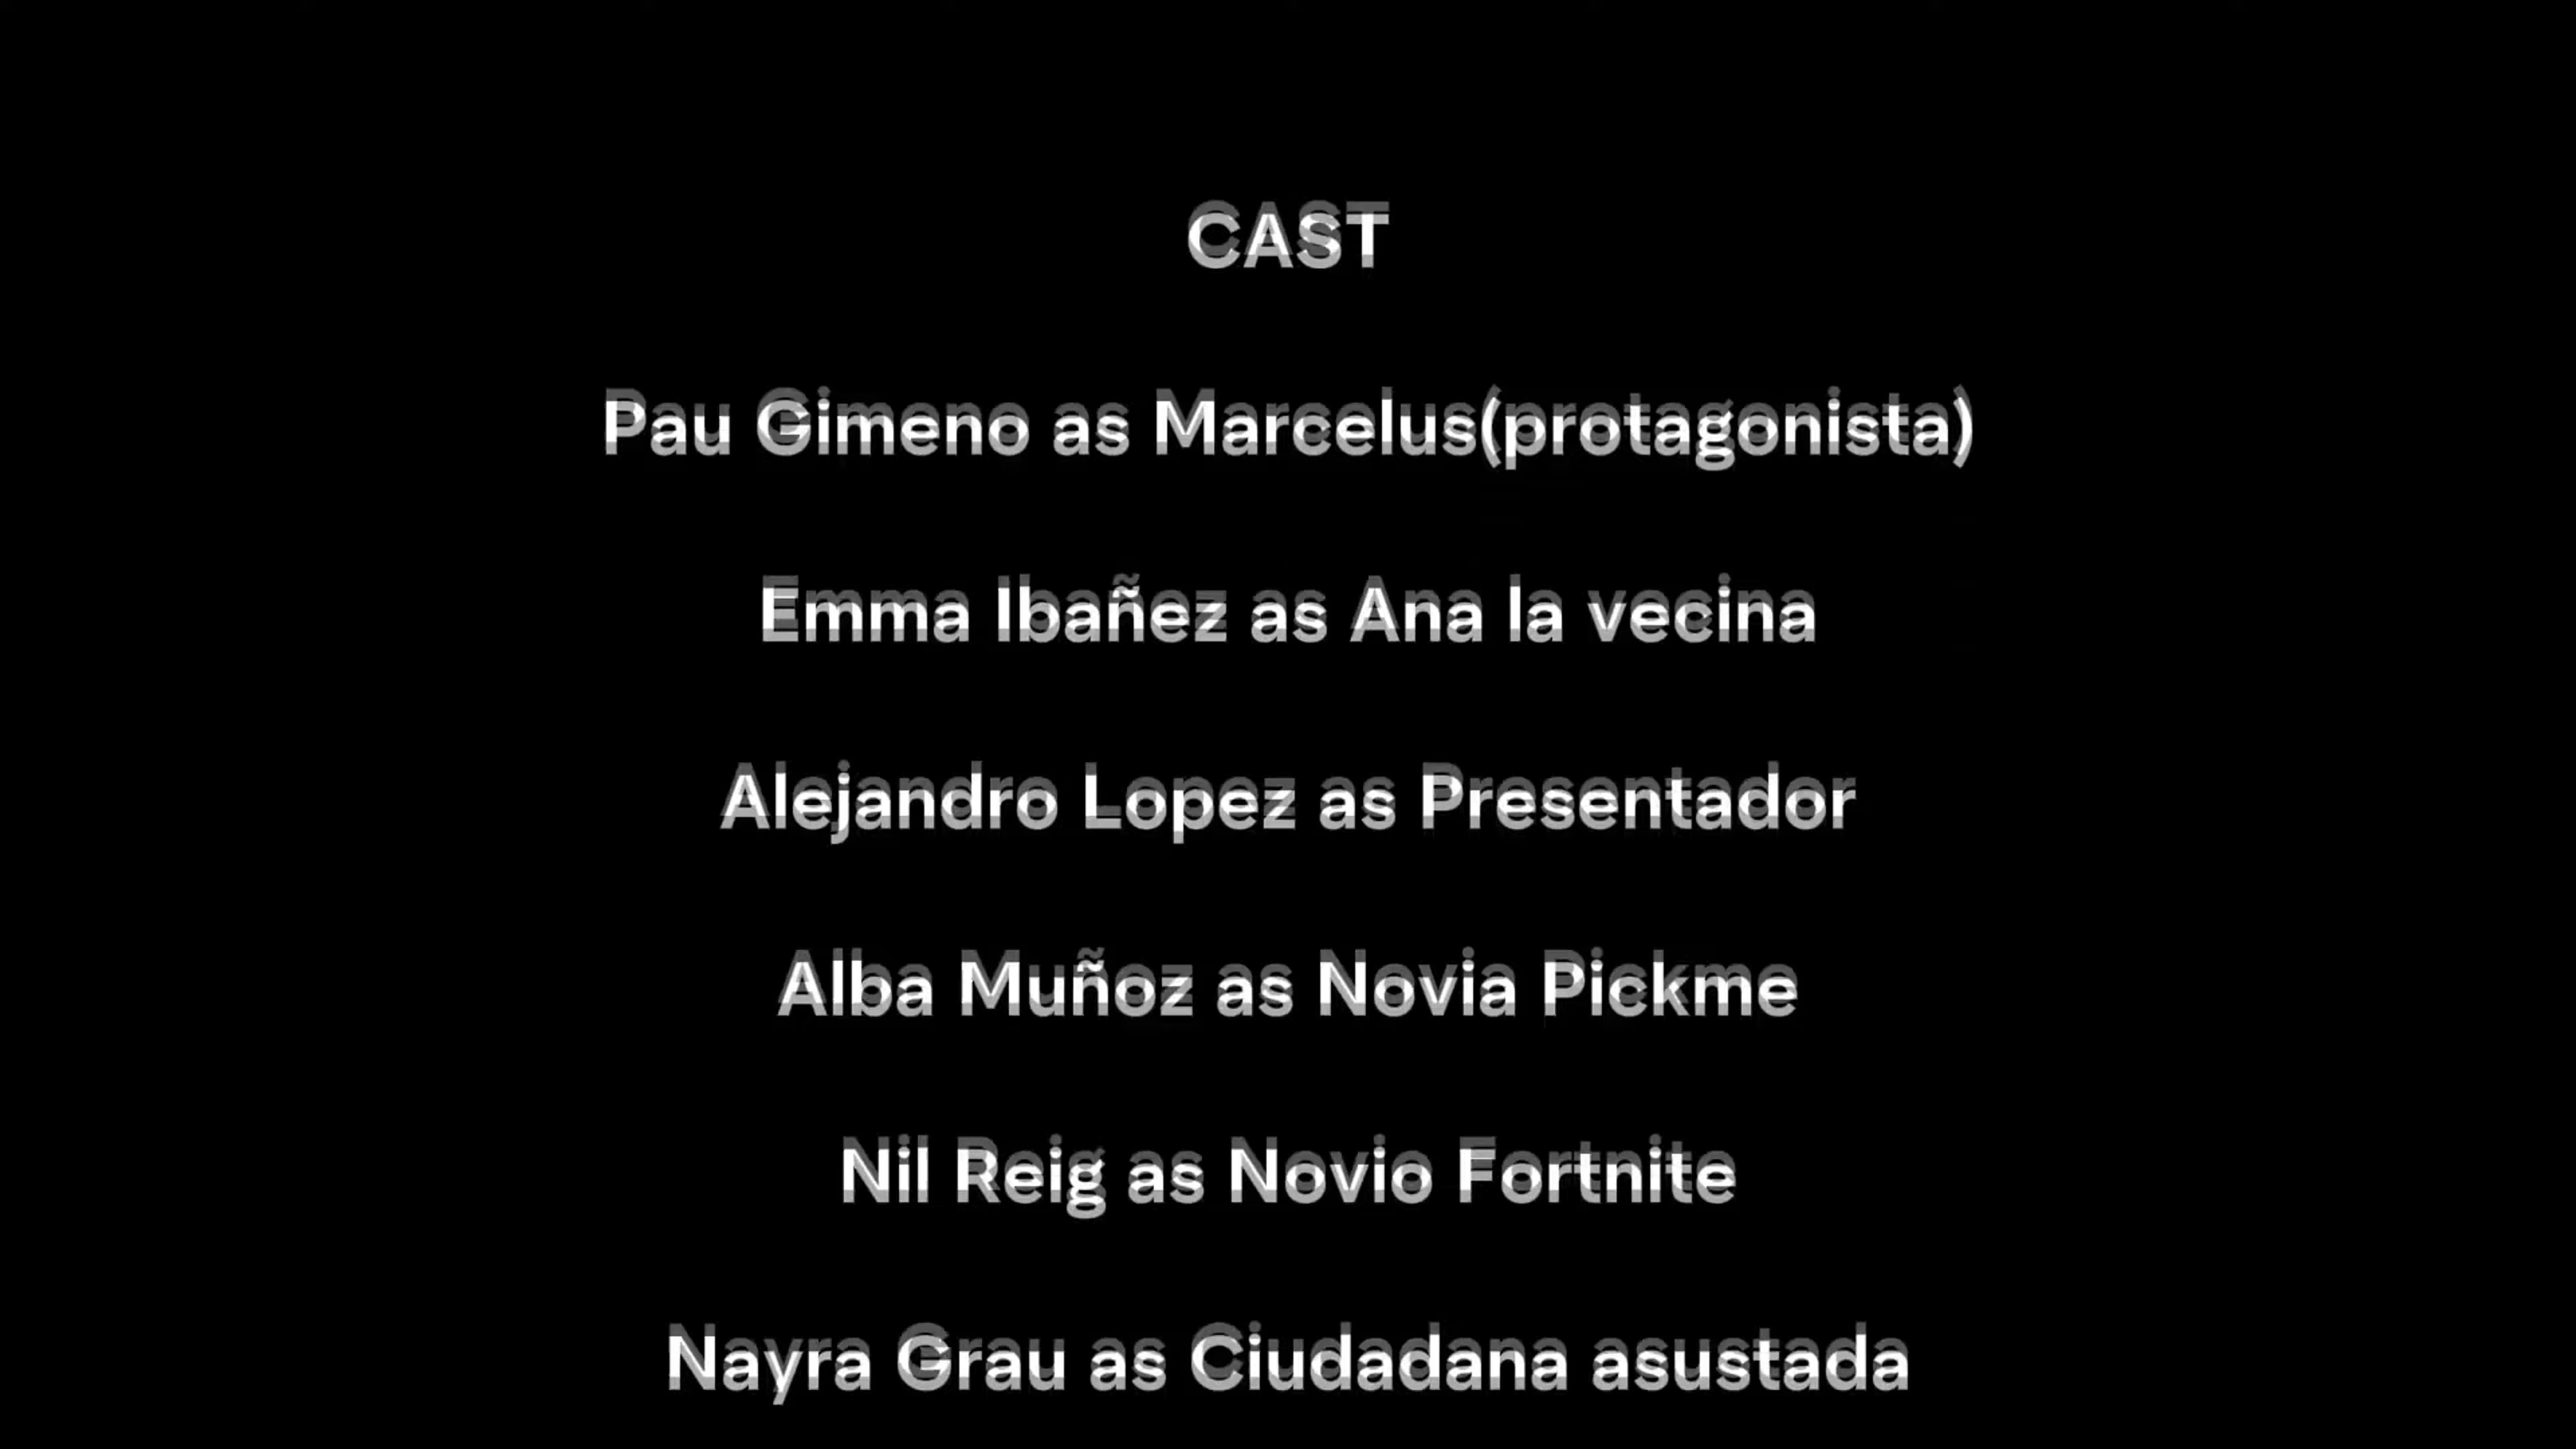 CAST
Pau Gimeno as Marcelus(protagonista)
Emma Ibañez as Ana la vecina
Alejandro Lopez as Presentador
Alba Muñoz as Novia Pickme
Nil Reig as Novio Fortnite
Nayra Grau as Ciudadana asustada